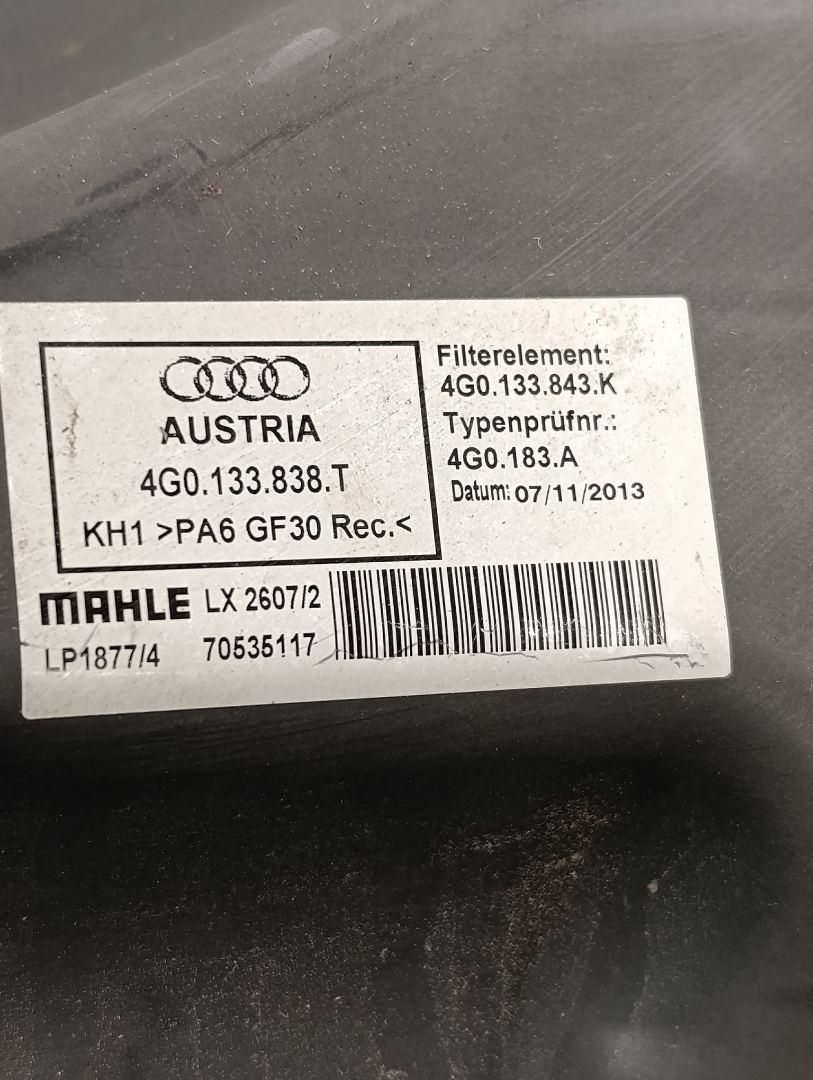 AUSTRIA
4G0.133.838.T
KH1 >PA6 GF30 Rec.<
Filterelement:
4G0.133.843.K
Typenprüfnr.:
4G0.183.A
Datum: 07/11/2013
MAHLE LX 2607/2
LP1877/4 70535117